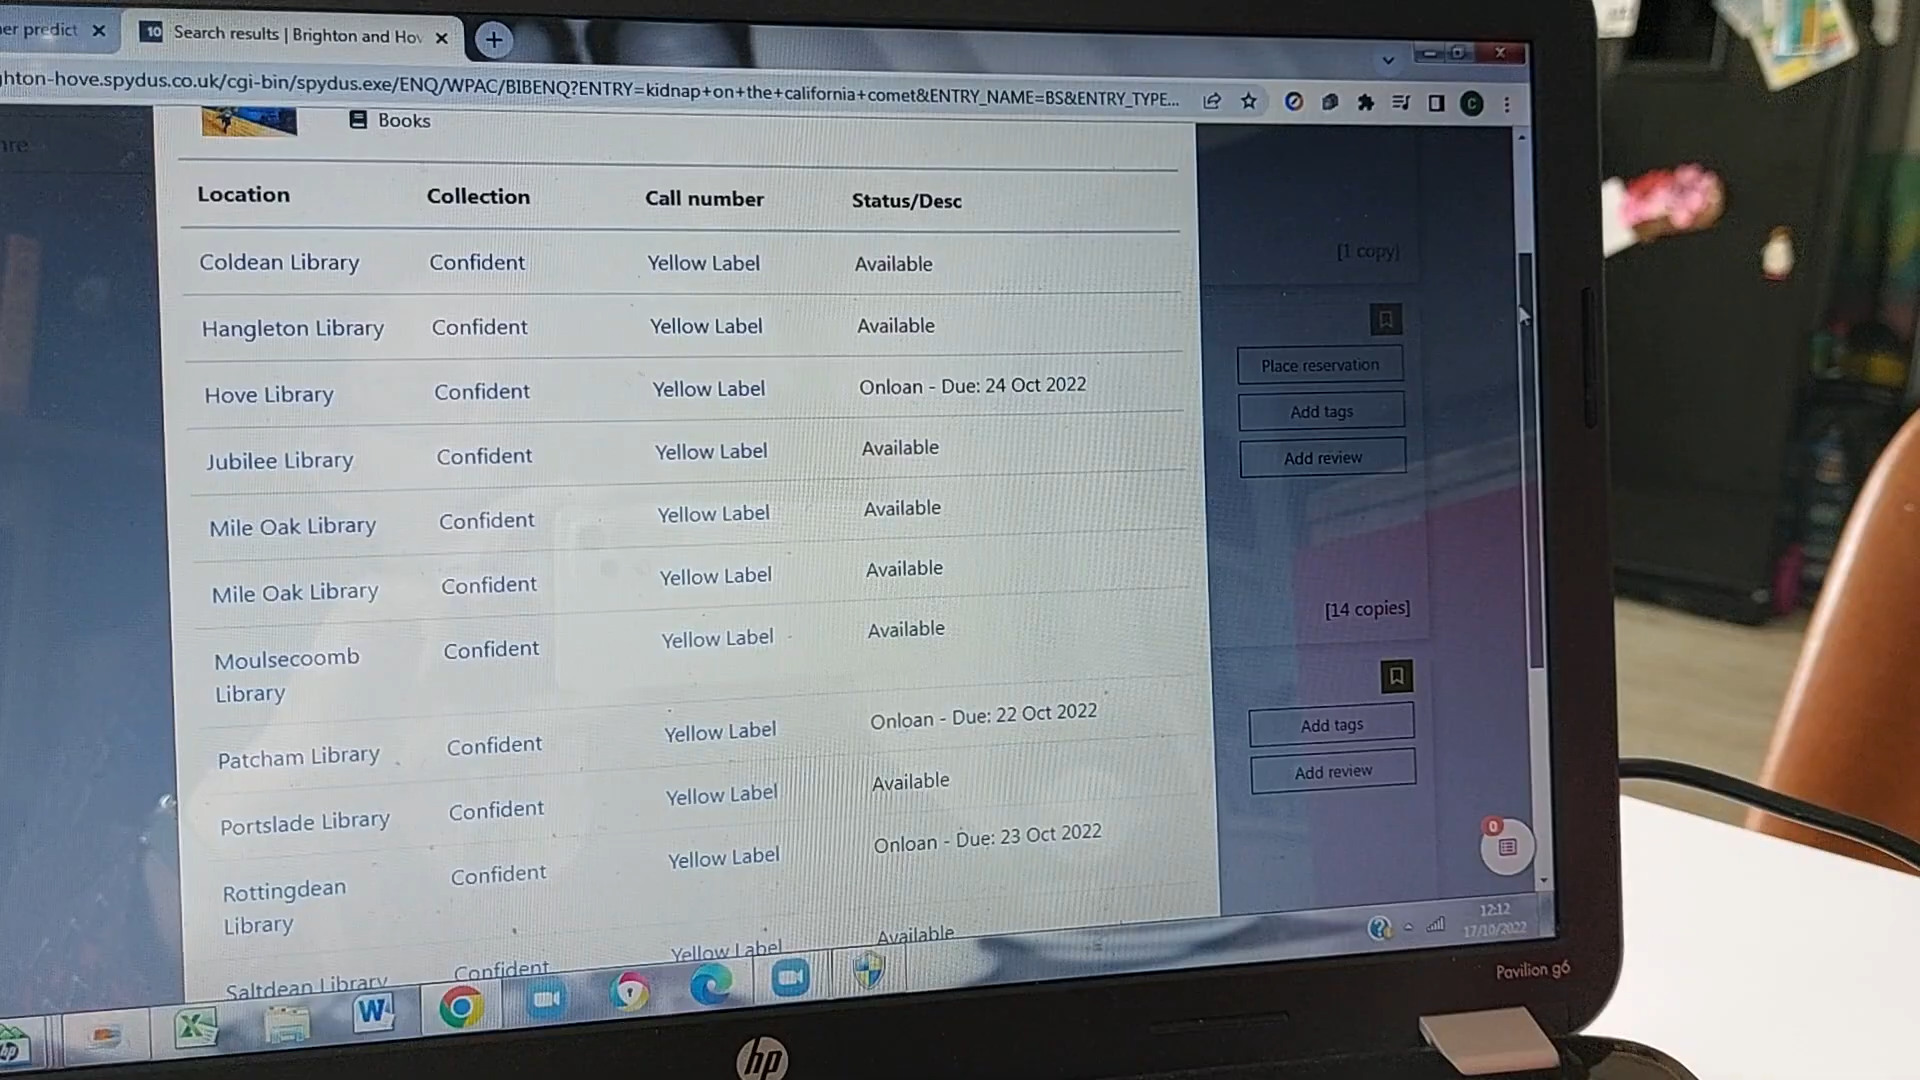 er predict
10 Search results | Brighton and Hov
hton-hove.spydus.co.uk/cgi-bin/spydus.exe/ENQ/WPAC/BIBENQ?ENTRY=kidnap+on+the+california+comet&ENTRY_NAME=BS&ENTRY_TYPE...
C
Books
Location Collection Call number Status/Desc
Coldean Library Confident Yellow Label Available
[1 copy]
Hangleton Library Confident Yellow Label Available
Place reservation
Hove Library Confident Yellow Label Onloan - Due: 24 Oct 2022
Add tags
Jubilee Library Confident Yellow Label Available
Add review
Mile Oak Library Confident Yellow Label Available
Mile Oak Library Confident Yellow Label Available
[14 copies]
Moulsecoomb Library Confident Yellow Label Available
Patcham Library Confident Yellow Label Onloan - Due: 22 Oct 2022
Add tags
Portslade Library Confident Yellow Label Available
Add review
Rottingdean Library Confident Yellow Label Onloan - Due: 23 Oct 2022
0
Saltdean Library Confident Yellow Label Available
12:12
17/10/2022
Pavilion g6
hp